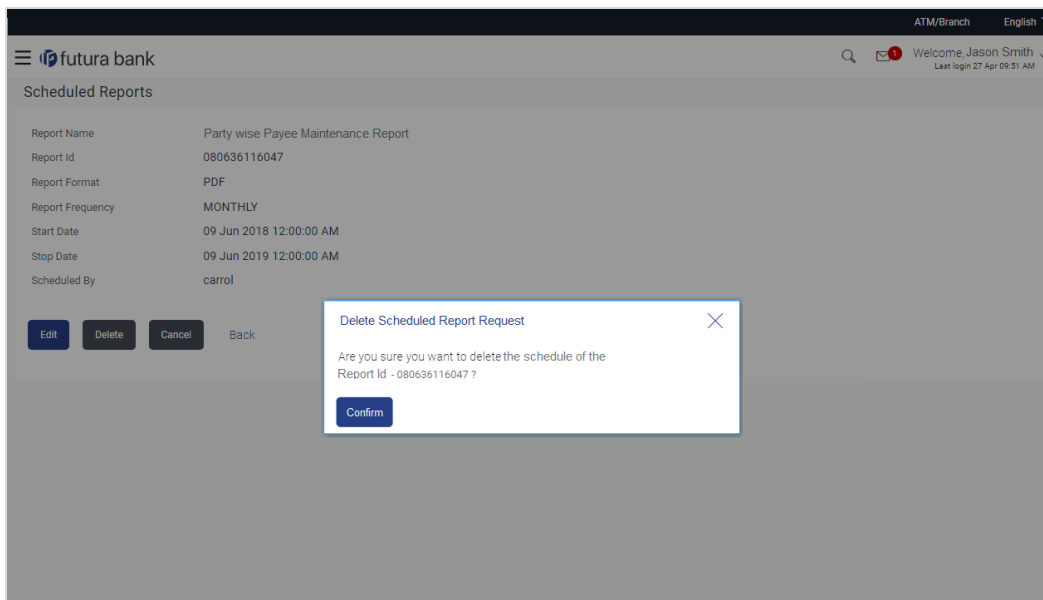 ATM/Branch English
futura bank
1
Welcome, Jason Smith
Last login 27 Apr 09:51 AM
Scheduled Reports
Report Name Party wise Payee Maintenance Report
Report Id 080636116047
Report Format PDF
Report Frequency MONTHLY
Start Date 09 Jun 2018 12:00:00 AM
Stop Date 09 Jun 2019 12:00:00 AM
Scheduled By carrol
Edit Delete Cancel Back
Delete Scheduled Report Request
Are you sure you want to delete the schedule of the
Report Id - 080636116047 ?
Confirm